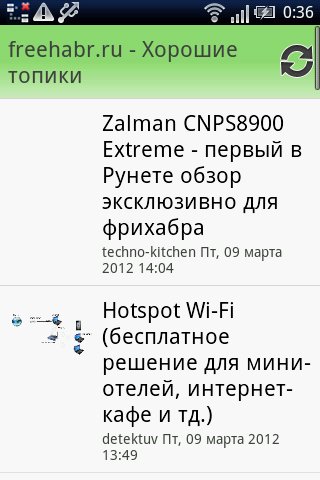 0:36
freehabr.ru - Хорошие
топики
Zalman CNPS8900
Extreme - первый в
Рунете обзор
эксклюзивно для
фрихабра
techno-kitchen Пт, 09 марта
2012 14:04
Hotspot Wi-Fi
(бесплатное
решение для мини-
отелей, интернет-
кафе и тд.)
detektuv Пт, 09 марта 2012
13:49